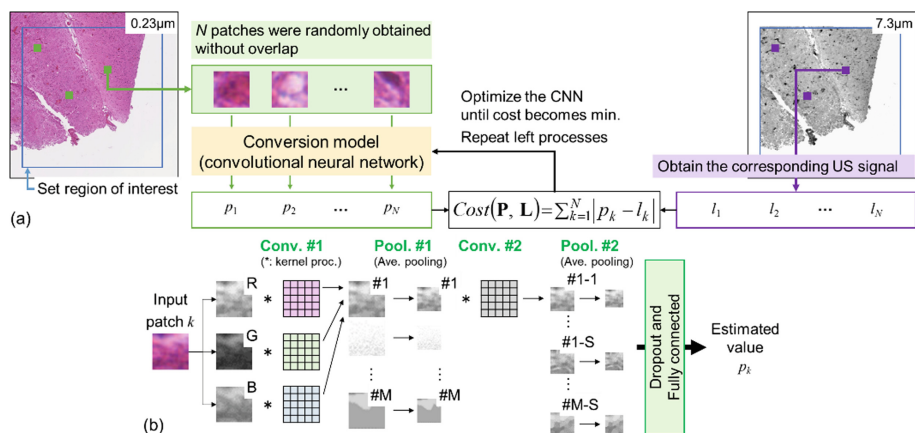 0.23µm
N patches were randomly obtained
without overlap
...
7.3µm
Optimize the CNN
until cost becomes min.
Repeat left processes
Conversion model
(convolutional neural network)
Set region of interest
Obtain the corresponding US signal
(a)
p1 p2 ... pN
Cost(P, L)=∑k=1N|pk − lk|
l1 l2 ... lN
Conv. #1 Pool. #1 Conv. #2 Pool. #2
(*: kernel proc.) (Ave. pooling) (Ave. pooling)
Input
patch k
R * #1 #1 * #1-1
G * #1-S
B * #M #M #M-S
Dropout and
Fully connected
Estimated
value
pk
(b)